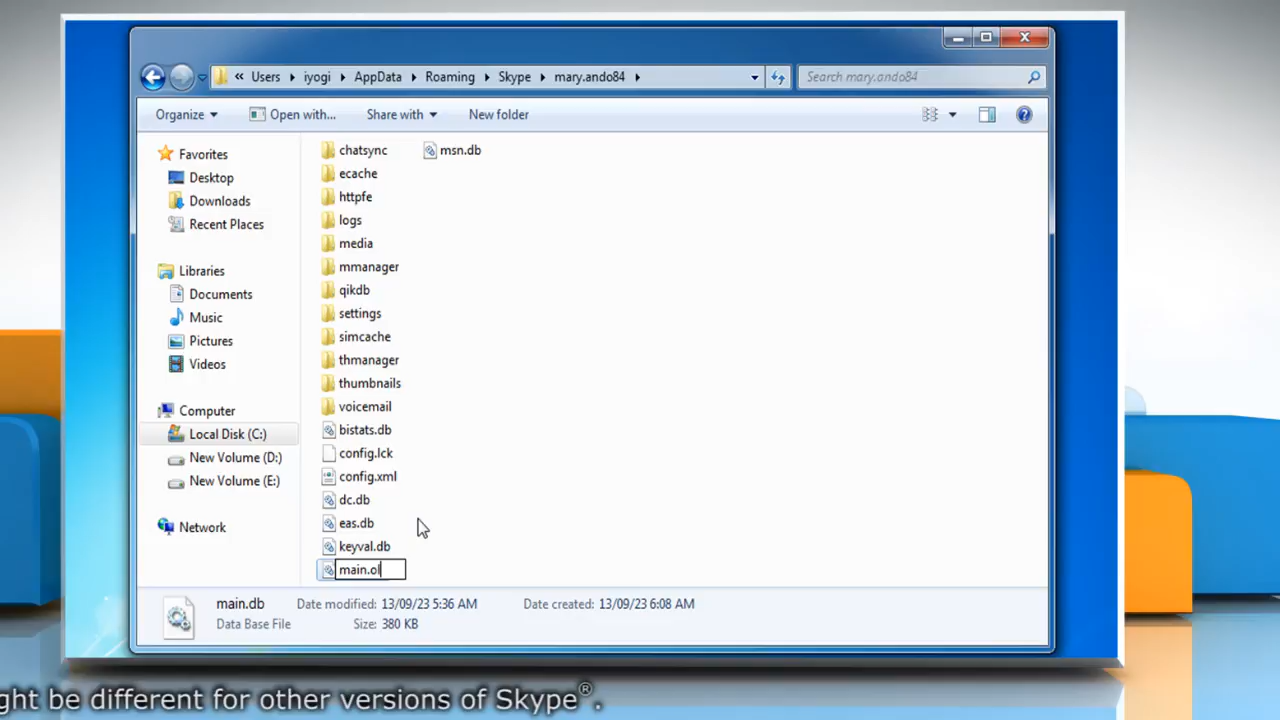 « Users ▸ iyogi ▸ AppData ▸ Roaming ▸ Skype ▸ mary.ando84 ▸
Search mary.ando84
Organize ▾ Open with... Share with ▾ New folder
Favorites
Desktop
Downloads
Recent Places
Libraries
Documents
Music
Pictures
Videos
Computer
Local Disk (C:)
New Volume (D:)
New Volume (E:)
Network
chatsync
ecache
httpfe
logs
media
mmanager
qikdb
settings
simcache
thmanager
thumbnails
voicemail
bistats.db
config.lck
config.xml
dc.db
eas.db
keyval.db
main.ol
msn.db
main.db Date modified: 13/09/23 5:36 AM Date created: 13/09/23 6:08 AM
Data Base File Size: 380 KB
ght be different for other versions of Skype®.